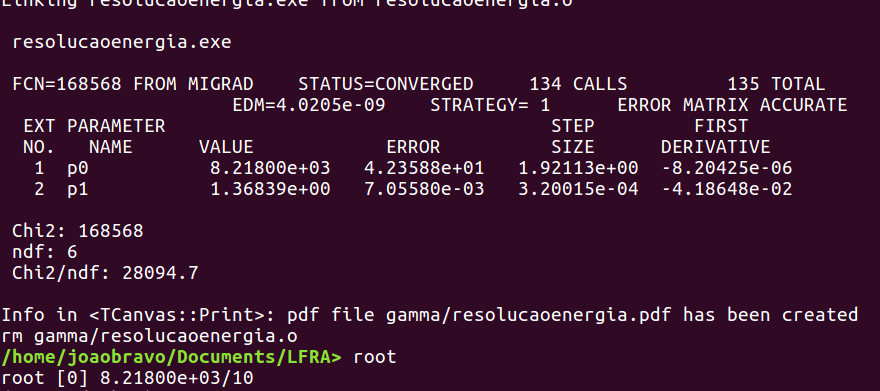 Linking resolucaoenergia.exe from resolucaoenergia.o
resolucaoenergia.exe
FCN=168568 FROM MIGRAD    STATUS=CONVERGED     134 CALLS         135 TOTAL
EDM=4.0205e-09    STRATEGY= 1      ERROR MATRIX ACCURATE
EXT PARAMETER                                   STEP         FIRST
NO.   NAME      VALUE            ERROR          SIZE      DERIVATIVE
1  p0           8.21800e+03   4.23588e+01   1.92113e+00  -8.20425e-06
2  p1           1.36839e+00   7.05580e-03   3.20015e-04  -4.18648e-02
Chi2: 168568
ndf: 6
Chi2/ndf: 28094.7
Info in <TCanvas::Print>: pdf file gamma/resolucaoenergia.pdf has been created
rm gamma/resolucaoenergia.o
/home/joaobravo/Documents/LFRA> root
root [0] 8.21800e+03/10